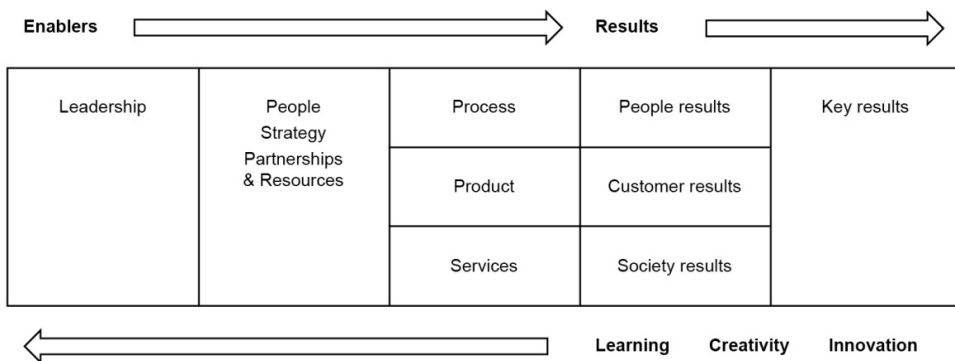 Enablers
Results
Leadership
People
Strategy
Partnerships
& Resources
Process
Product
Services
People results
Customer results
Society results
Key results
Learning Creativity Innovation